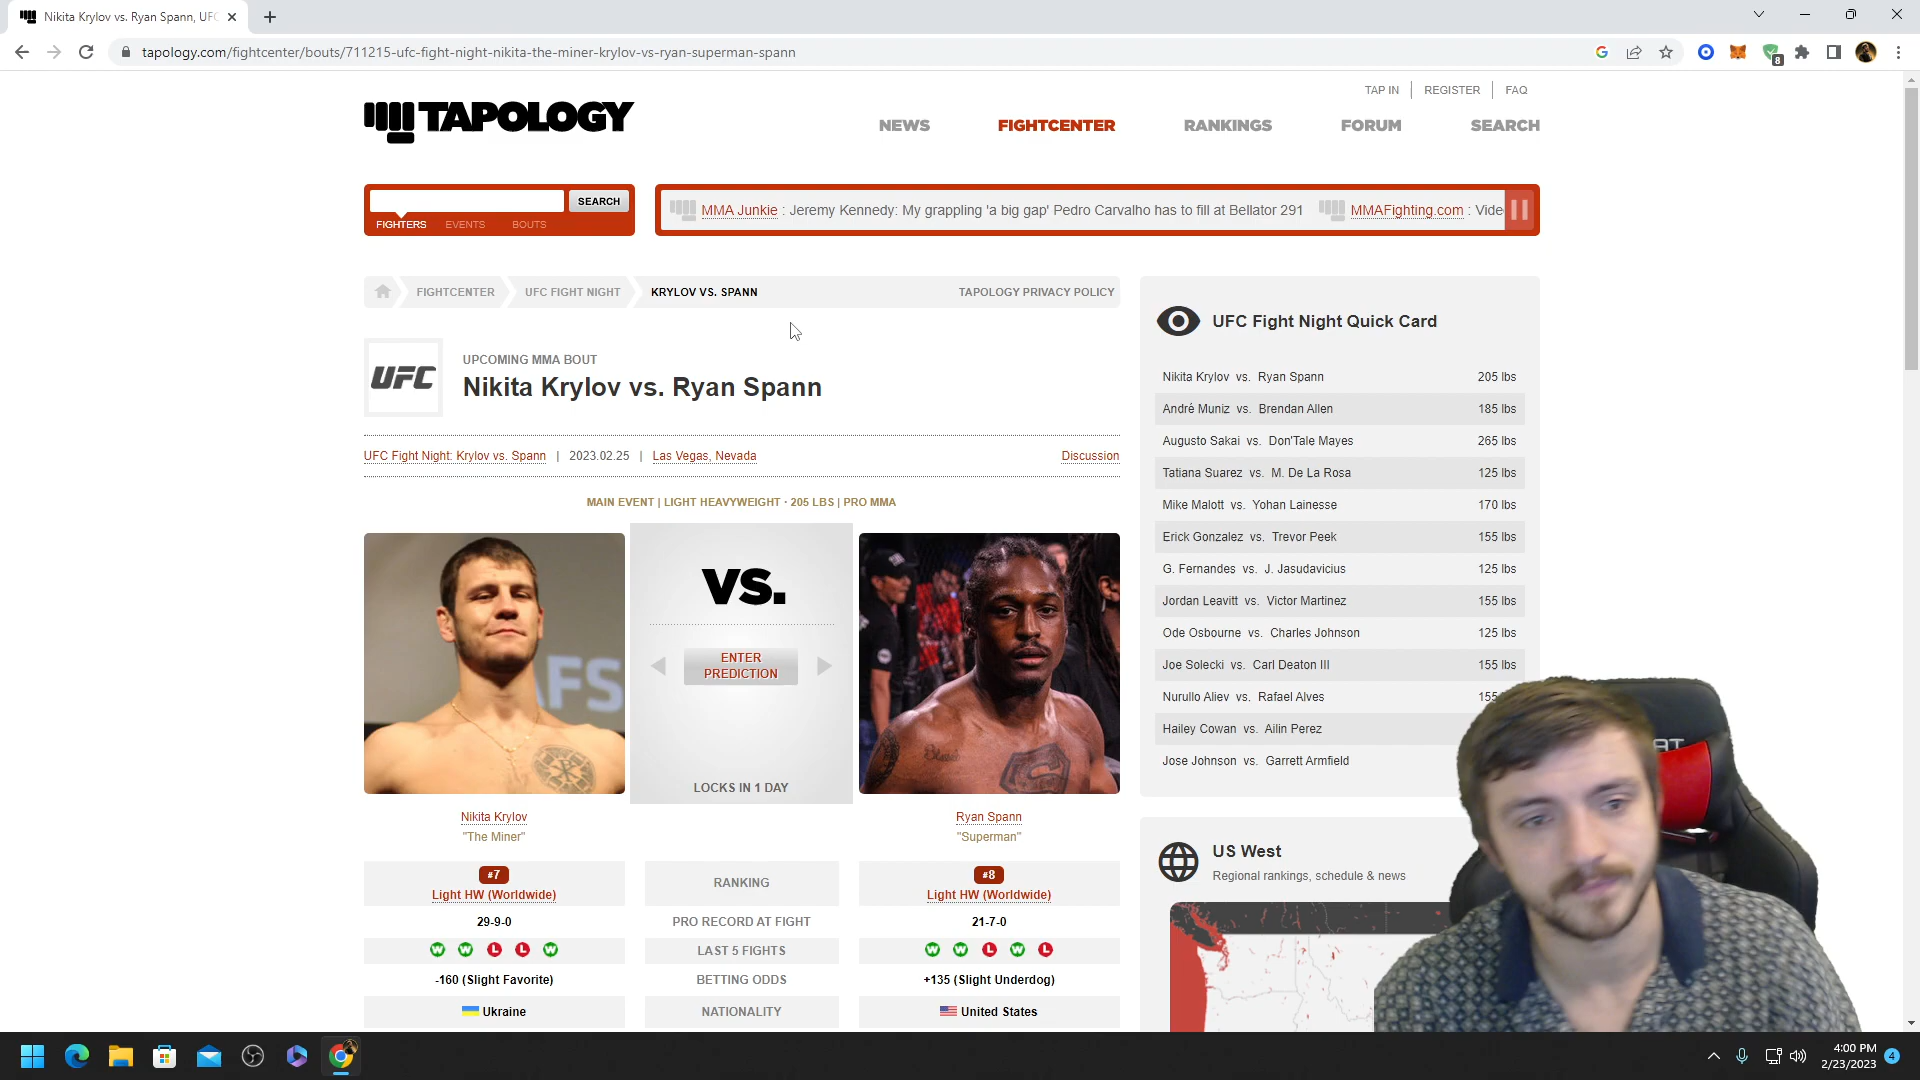 Nikita Krylov vs. Ryan Spann, UFC
tapology.com/fightcenter/bouts/711215-ufc-fight-night-nikita-the-miner-krylov-vs-ryan-superman-spann
8
TAP IN
REGISTER
FAQ
TAPOLOGY
NEWS
FIGHTCENTER
RANKINGS
FORUM
SEARCH
SEARCH
FIGHTERS
EVENTS
BOUTS
MMA Junkie : Jeremy Kennedy: My grappling 'a big gap' Pedro Carvalho has to fill at Bellator 291
MMAFighting.com : Vide
FIGHTCENTER
UFC FIGHT NIGHT
KRYLOV VS. SPANN
TAPOLOGY PRIVACY POLICY
UFC
UPCOMING MMA BOUT
Nikita Krylov vs. Ryan Spann
UFC Fight Night: Krylov vs. Spann | 2023.02.25 | Las Vegas, Nevada
Discussion
MAIN EVENT | LIGHT HEAVYWEIGHT · 205 LBS | PRO MMA
AFS
VS.
ENTER
PREDICTION
LOCKS IN 1 DAY
Nikita Krylov
"The Miner"
Ryan Spann
"Superman"
#7
Light HW (Worldwide)
RANKING
#8
Light HW (Worldwide)
29-9-0
PRO RECORD AT FIGHT
21-7-0
W W L L W
LAST 5 FIGHTS
W W L W L
-160 (Slight Favorite)
BETTING ODDS
+135 (Slight Underdog)
Ukraine
NATIONALITY
United States
UFC Fight Night Quick Card
Nikita Krylov vs. Ryan Spann 205 lbs
André Muniz vs. Brendan Allen 185 lbs
Augusto Sakai vs. Don'Tale Mayes 265 lbs
Tatiana Suarez vs. M. De La Rosa 125 lbs
Mike Malott vs. Yohan Lainesse 170 lbs
Erick Gonzalez vs. Trevor Peek 155 lbs
G. Fernandes vs. J. Jasudavicius 125 lbs
Jordan Leavitt vs. Victor Martinez 155 lbs
Ode Osbourne vs. Charles Johnson 125 lbs
Joe Solecki vs. Carl Deaton III 155 lbs
Nurullo Aliev vs. Rafael Alves 155
Hailey Cowan vs. Ailin Perez
Jose Johnson vs. Garrett Armfield
US West
Regional rankings, schedule & news
4:00 PM
2/23/2023
4